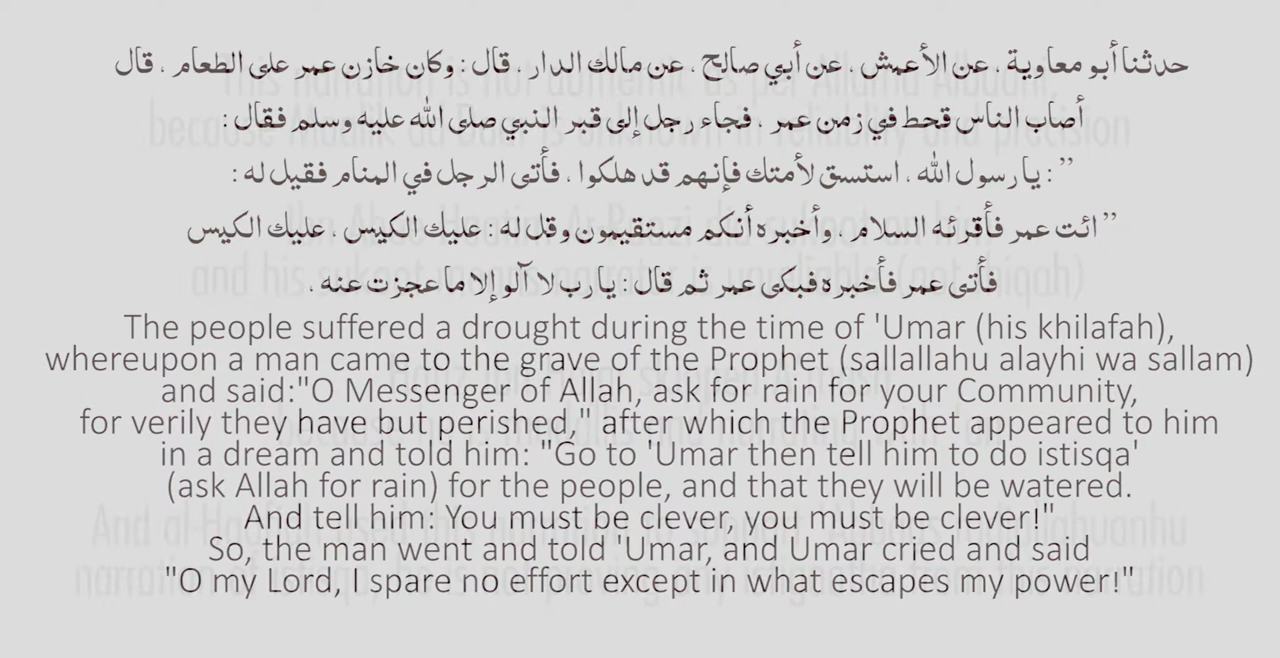 حدثنا أبو معاوية ، عن الأعمش ، عن أبي صالح ، عن مالك الدار ، قال : وكان خازن عمر على الطعام ، قال
أصاب الناس قحط في زمن عمر ، فجاء رجل إلى قبر النبي صلى الله عليه وسلم فقال :
” : يا رسول الله ، استسق لأمتك فإنهم قد هلكوا ، فأتى الرجل في المنام فقيل له :
” ائت عمر فأقرئه السلام ، وأخبره أنكم مستقيمون وقل له : عليك الكيس ، عليك الكيس
فأتى عمر فأخبره فبكى عمر ثم قال : يا رب لا آلو إلا ما عجزت عنه .
The people suffered a drought during the time of 'Umar (his khilafah),
whereupon a man came to the grave of the Prophet (sallallahu alayhi wa sallam)
and said:"O Messenger of Allah, ask for rain for your Community,
for verily they have but perished," after which the Prophet appeared to him
in a dream and told him: "Go to 'Umar then tell him to do istisqa'
(ask Allah for rain) for the people, and that they will be watered.
And tell him: You must be clever, you must be clever!"
So, the man went and told 'Umar, and Umar cried and said
"O my Lord, I spare no effort except in what escapes my power!"